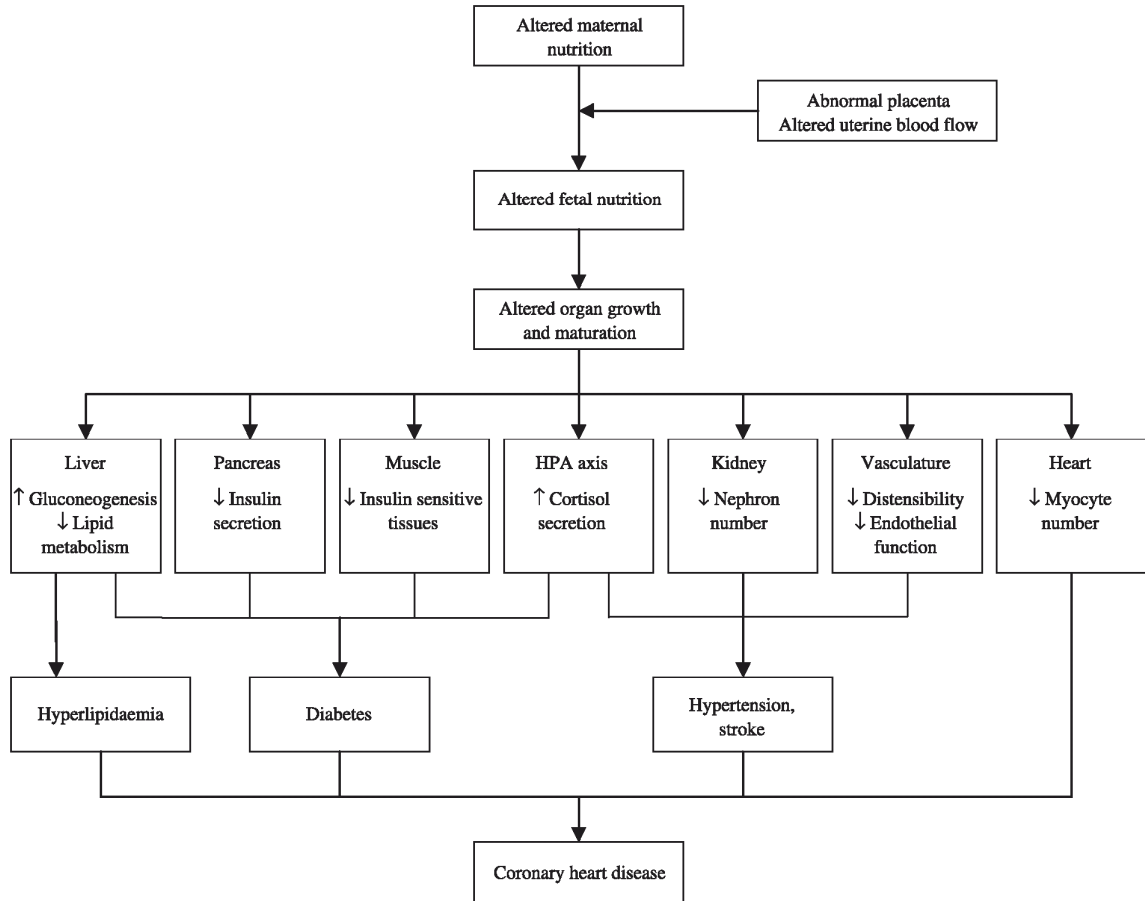 Altered maternal
nutrition
Abnormal placenta
Altered uterine blood flow
Altered fetal nutrition
Altered organ growth
and maturation
Liver
↑ Gluconeogenesis
↓ Lipid
metabolism
Pancreas
↓ Insulin
secretion
Muscle
↓ Insulin sensitive
tissues
HPA axis
↑ Cortisol
secretion
Kidney
↓ Nephron
number
Vasculature
↓ Distensibility
↓ Endothelial
function
Heart
↓ Myocyte
number
Hyperlipidaemia
Diabetes
Hypertension,
stroke
Coronary heart disease